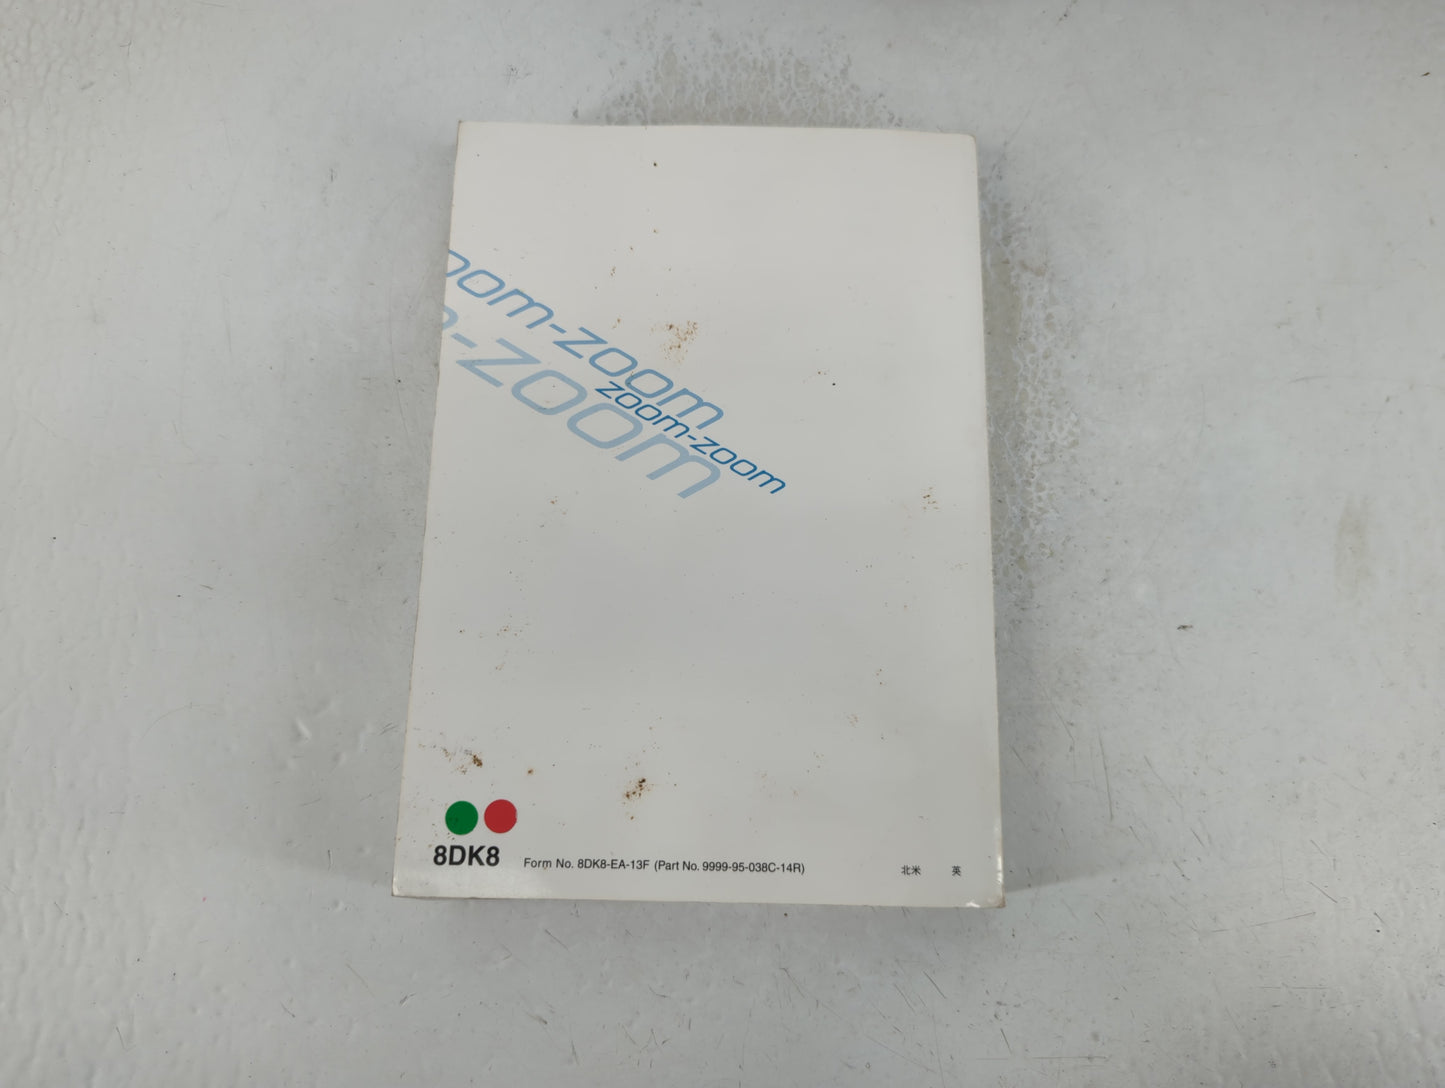 oom-zoom
-zoom
zoom-zoom
8DK8
Form No. 8DK8-EA-13F (Part No. 9999-95-038C-14R)
北米 英